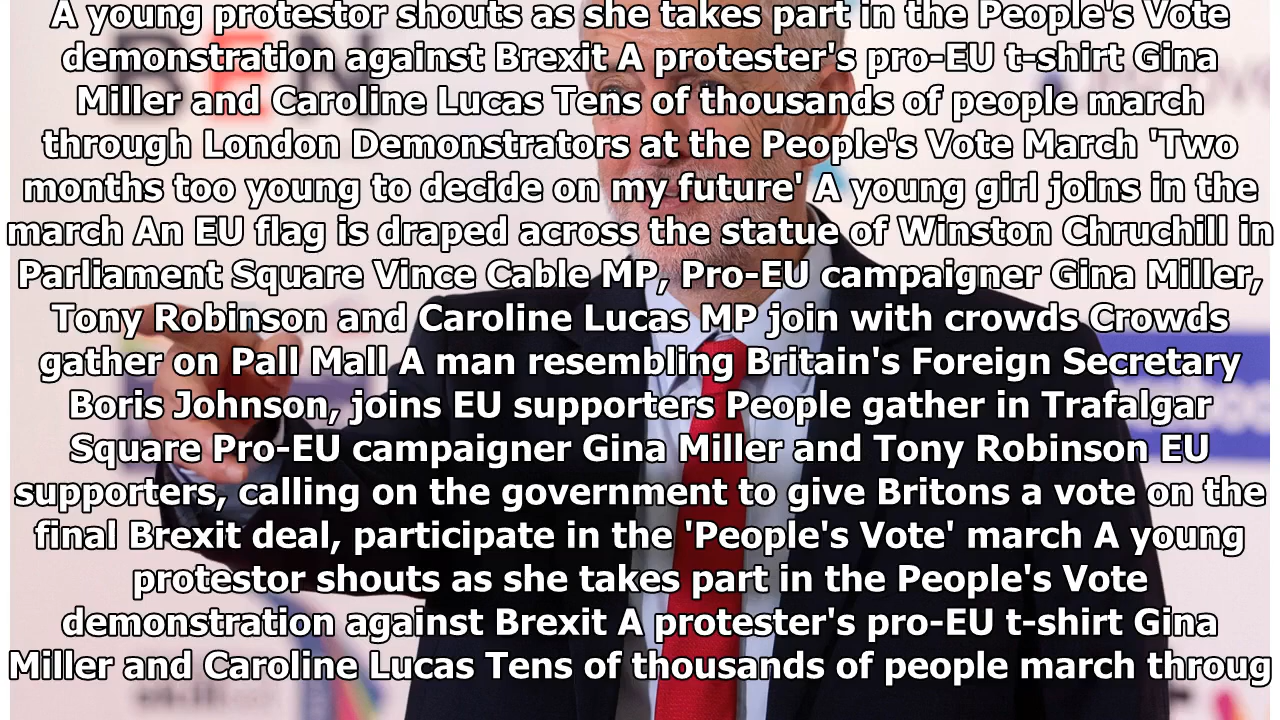 A young protestor shouts as she takes part in the People's Vote
demonstration against Brexit A protester's pro-EU t-shirt Gina
Miller and Caroline Lucas Tens of thousands of people march
through London Demonstrators at the People's Vote March 'Two
months too young to decide on my future' A young girl joins in the
march An EU flag is draped across the statue of Winston Chruchill in
Parliament Square Vince Cable MP, Pro-EU campaigner Gina Miller,
Tony Robinson and Caroline Lucas MP join with crowds Crowds
gather on Pall Mall A man resembling Britain's Foreign Secretary
Boris Johnson, joins EU supporters People gather in Trafalgar
Square Pro-EU campaigner Gina Miller and Tony Robinson EU
supporters, calling on the government to give Britons a vote on the
final Brexit deal, participate in the 'People's Vote' march A young
protestor shouts as she takes part in the People's Vote
demonstration against Brexit A protester's pro-EU t-shirt Gina
Miller and Caroline Lucas Tens of thousands of people march throug